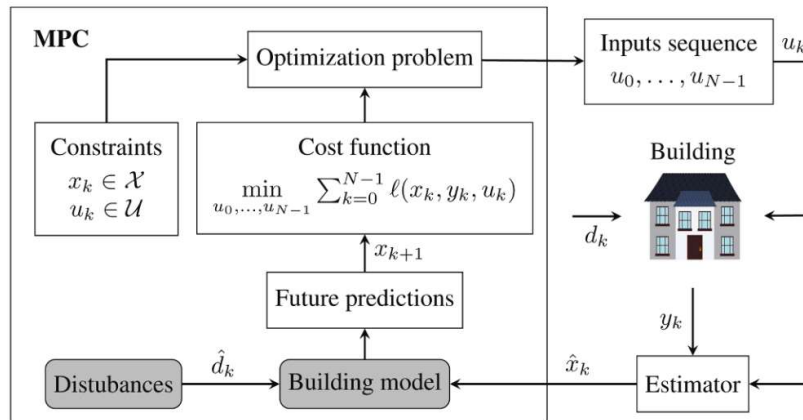 MPC
Optimization problem
Inputs sequence
u_0, . . . , u_{N−1}
u_k
Constraints
x_k ∈ 𝒳
u_k ∈ 𝒰
Cost function
min_{u_0,...,u_{N−1}} ∑_{k=0}^{N−1} ℓ(x_k, y_k, u_k)
Building
d_k
x_{k+1}
Future predictions
y_k
Distubances
d̂_k
Building model
x̂_k
Estimator